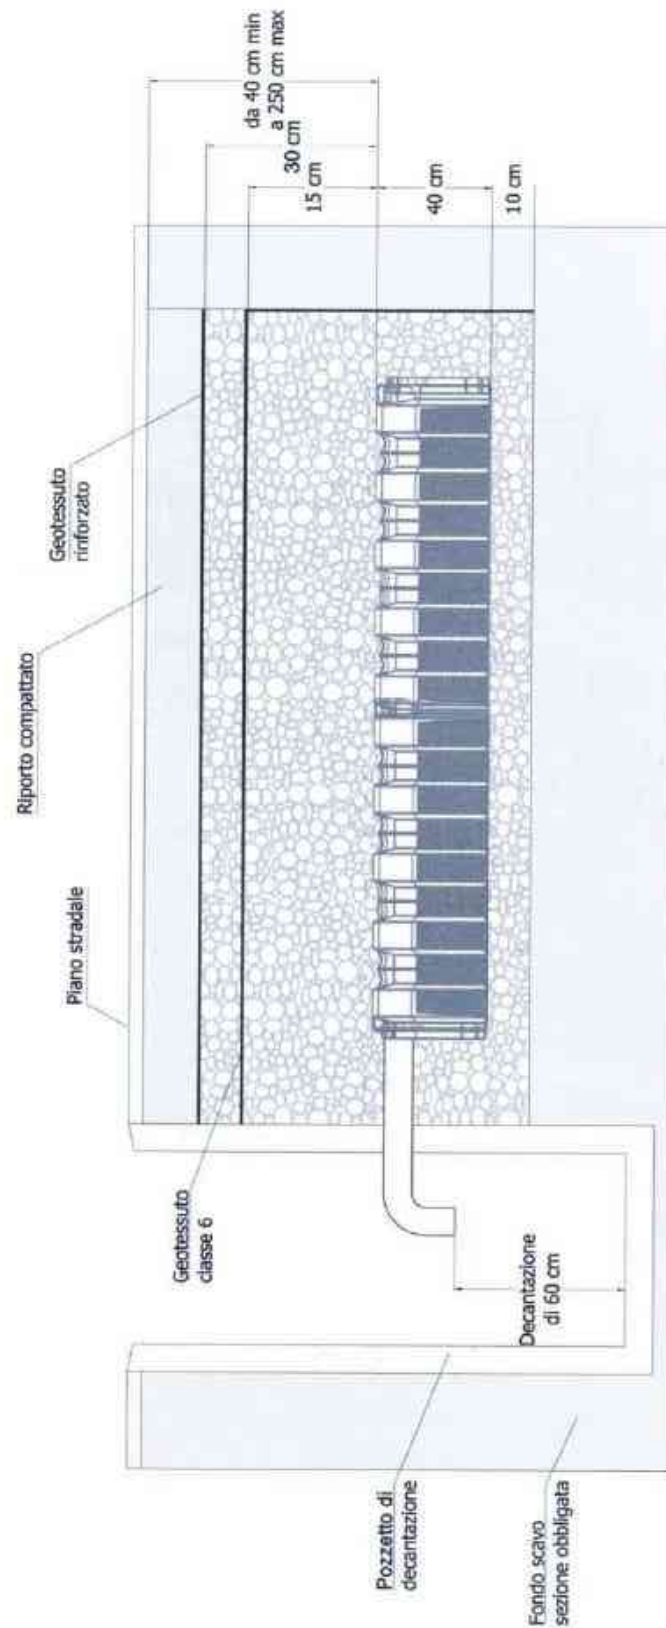 Piano stradale
Riporto compattato
Geotessuto
rinforzato
da 40 cm min
a 250 cm max
30 cm
15 cm
40 cm
10 cm
Geotessuto
classe 6
Decantazione
di 60 cm
Pozzetto di
decantazione
Fondo scavo
sezione obbligata